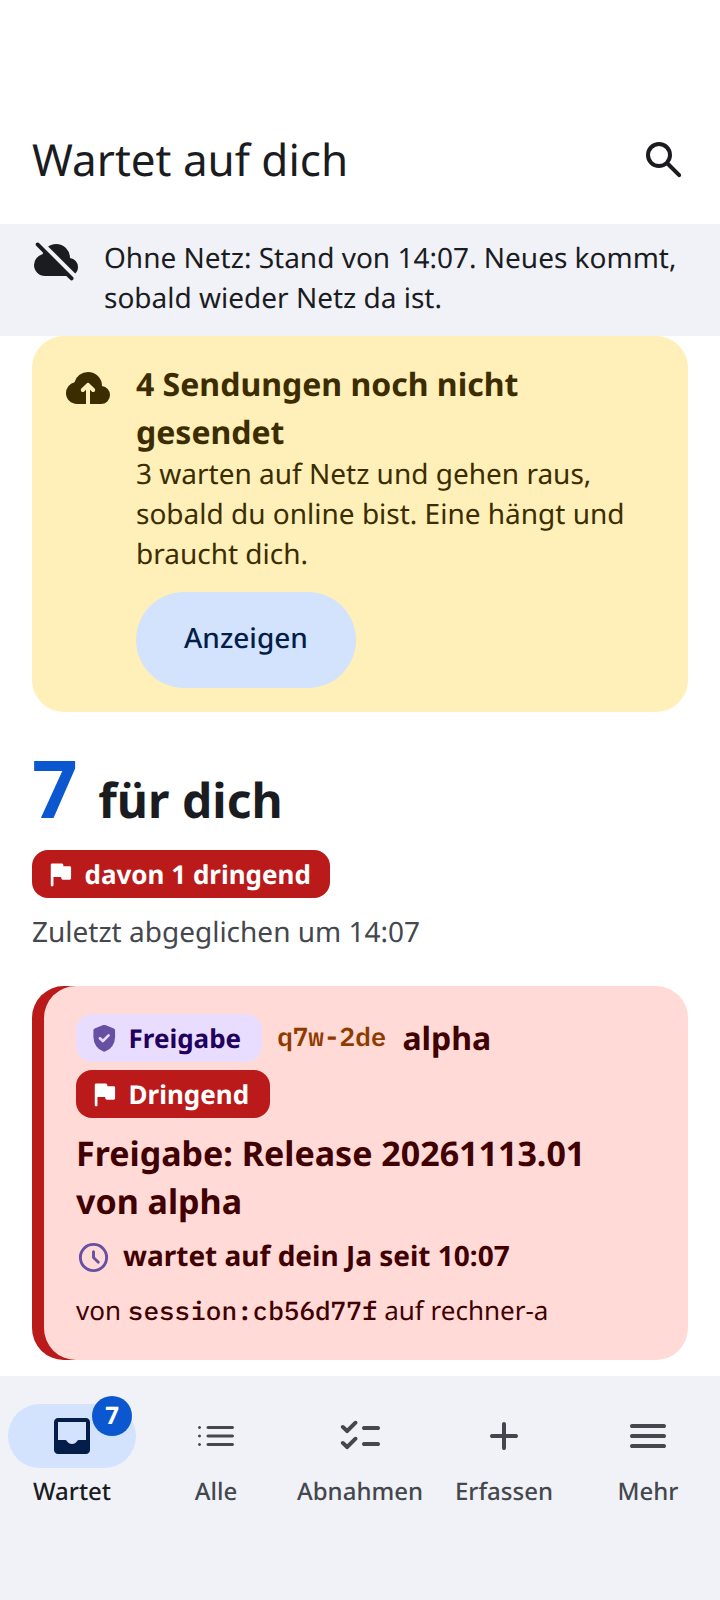 Wartet auf dich
Ohne Netz: Stand von 14:07. Neues kommt,
sobald wieder Netz da ist.
4 Sendungen noch nicht
gesendet
3 warten auf Netz und gehen raus,
sobald du online bist. Eine hängt und
braucht dich.
Anzeigen
7 für dich
davon 1 dringend
Zuletzt abgeglichen um 14:07
Freigabe q7w-2de alpha
Dringend
Freigabe: Release 20261113.01
von alpha
wartet auf dein Ja seit 10:07
von session:cb56d77f auf rechner-a
7
Wartet Alle Abnahmen Erfassen Mehr